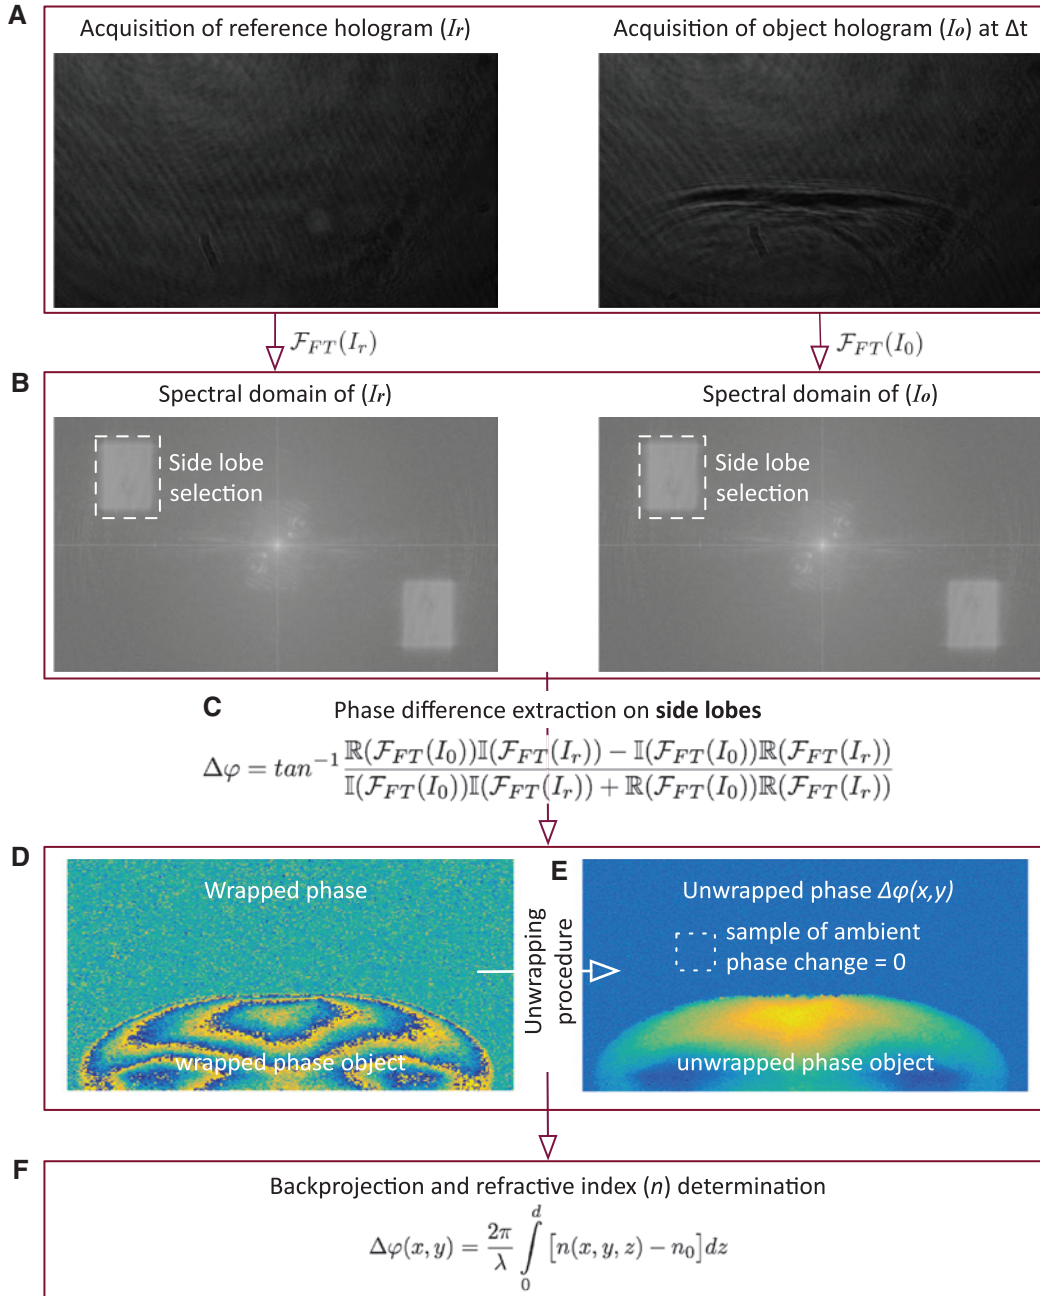 A
Acquisition of reference hologram (Ir)
Acquisition of object hologram (Io) at Δt
ℱFT(Ir)
ℱFT(I0)
B
Spectral domain of (Ir)
Spectral domain of (Io)
Side lobe
selection
Side lobe
selection
C
Phase difference extraction on side lobes
Δφ = tan⁻¹ ℝ(ℱFT(I0))𝕀(ℱFT(Ir)) − 𝕀(ℱFT(I0))ℝ(ℱFT(Ir))
𝕀(ℱFT(I0))𝕀(ℱFT(Ir)) + ℝ(ℱFT(I0))ℝ(ℱFT(Ir))
D
Wrapped phase
wrapped phase object
Unwrapping
procedure
E
Unwrapped phase Δφ(x,y)
sample of ambient
phase change = 0
unwrapped phase object
F
Backprojection and refractive index (n) determination
Δφ(x, y) = 2π/λ ∫0d [n(x, y, z) − n0]dz